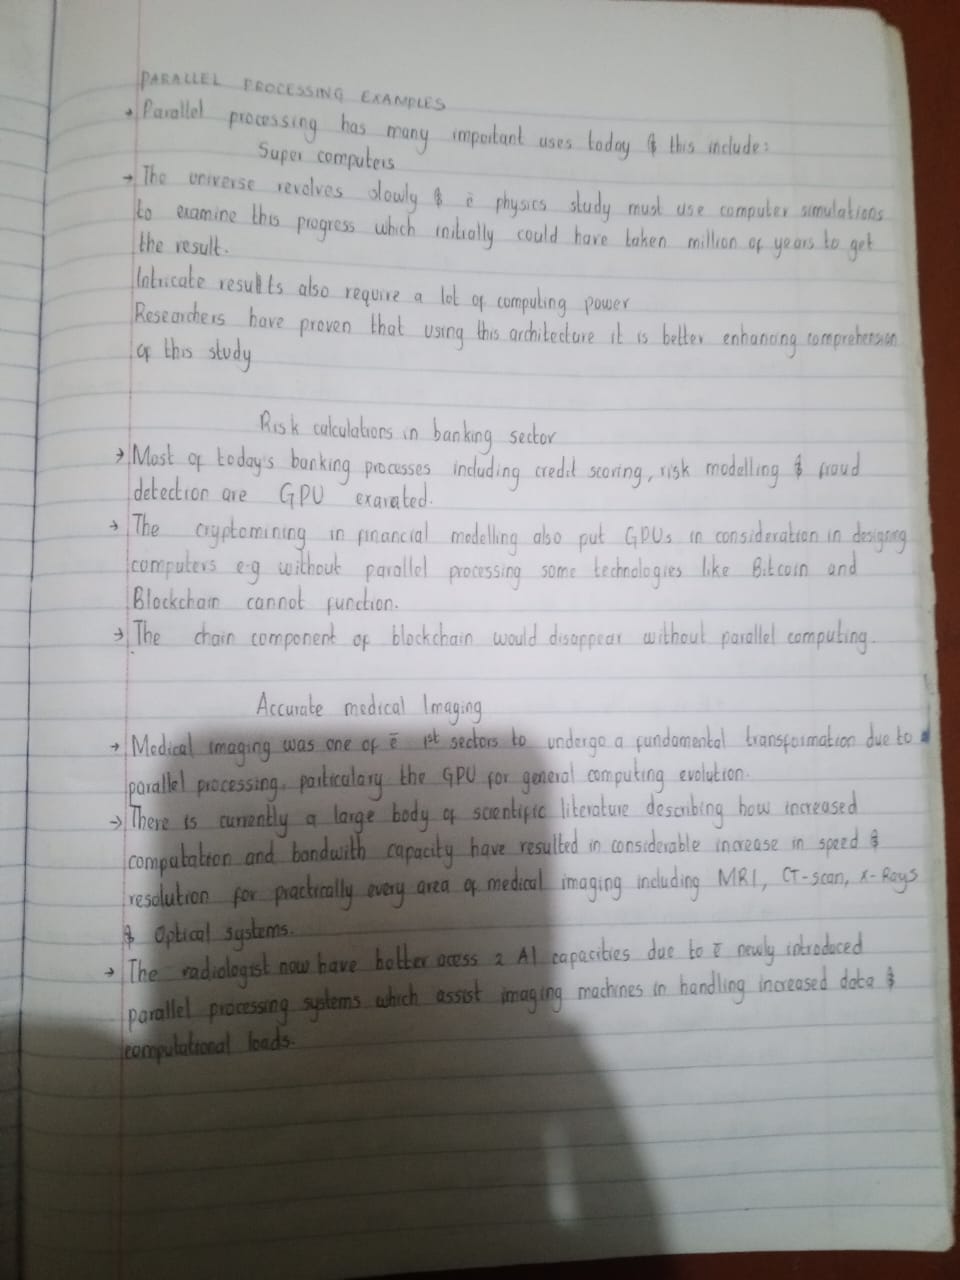 PARALLEL PROCESSING EXAMPLES
→ Parallel processing has many important uses today & this include:
Super computers
→ The universe revolves slowly & ē physics study must use computer simulations
to examine this progress which initially could have taken million of years to get
the result.
Intricate results also require a lot of computing power
Researchers have proven that using this architecture it is better enhancing comprehension
of this study
Risk calculations in banking sector
→ Most of today's banking processes including credit scoring, risk modelling & fraud
detection are GPU exarated.
→ The cryptomining in financial modelling also put GPUs in consideration in designing
computers e-g without parallel processing some technologies like Bitcoin and
Blockchain cannot function.
→ The chain component of blockchain would disappear without parallel computing.
Accurate medical Imaging
→ Medical imaging was one of ē 1st sectors to undergo a fundamental transformation due to
parallel processing, particulary the GPU for general computing evolution.
→ There is currently a large body of scientific literature describing how increased
computation and bandwith capacity have resulted in considerable increase in speed &
resolution for practically every area of medical imaging including MRI, CT-scan, X-Rays
& Optical systems.
→ The radiologist now have better acess 2 AI capacities due to ē newly introduced
parallel processing systems which assist imaging machines in handling increased data &
computational loads.